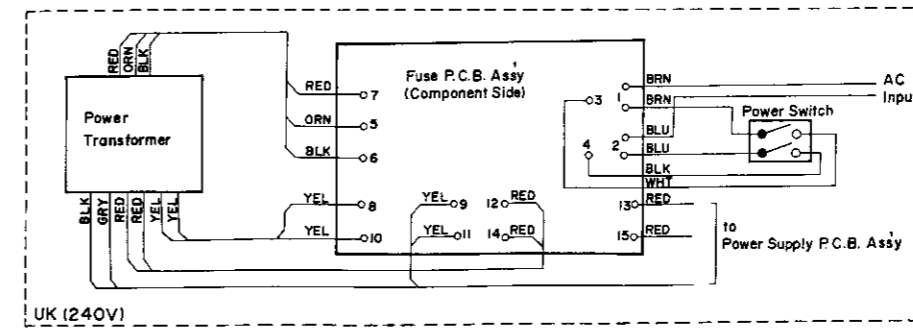 RED
ORN
BLK
Power
Transformer
BLK
GRY
RED
RED
YEL
YEL
Fuse P.C.B. Ass'y
(Component Side)
RED
7
ORN
5
BLK
6
YEL
8
YEL
10
YEL 9
YEL 11
12 RED
14 RED
3
4
1
2
BRN
BRN
BLU
BLU
BLK
WHT
13 RED
15 RED
AC
Input
Power Switch
to
Power Supply P.C.B. Ass'y
UK (240V)